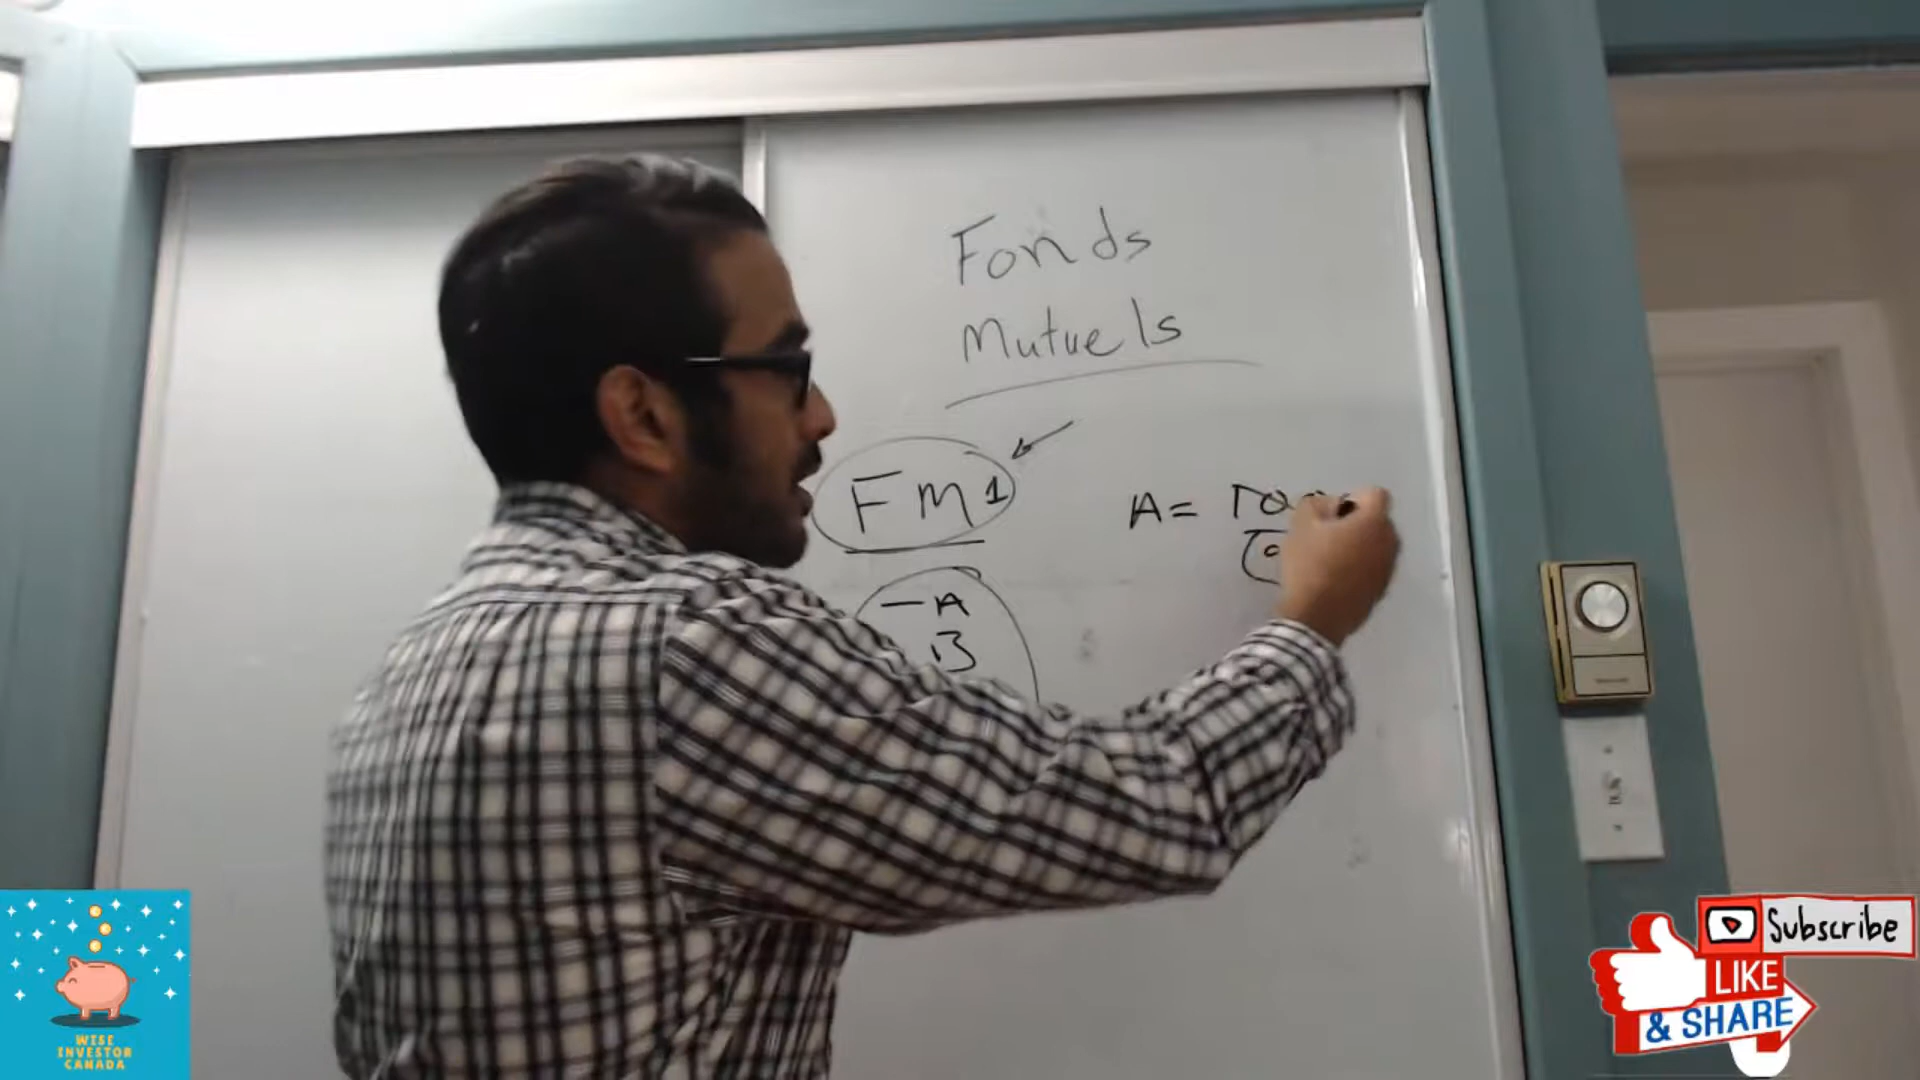 Fonds
Mutuels
FM1
A=
— A
B
WISE
INVESTOR
CANADA
Subscribe
LIKE
& SHARE